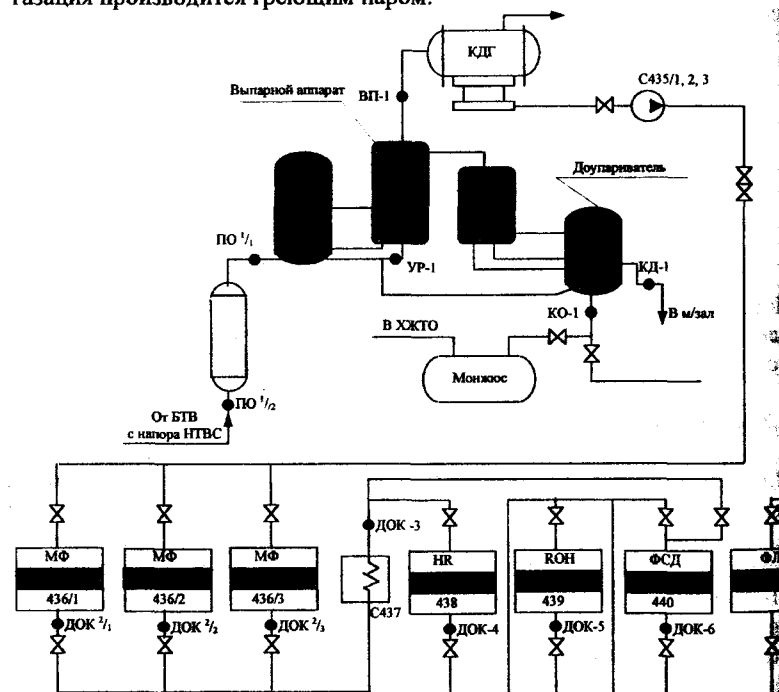 газация производится греющим паром.
КДГ
С435/1, 2, 3
ВП-1
Выпарной аппарат
Доупариватель
ПО 1/1
УР-1
КД-1
В м/зал
КО-1
В ХЖТО
Монжюс
ПО 1/2
От БТВ
с напора НТВС
ДОК -3
МФ
МФ
МФ
HR
ROH
ФСД
436/1
436/2
436/3
С437
438
439
440
ДОК 2/1
ДОК 2/2
ДОК 2/3
ДОК-4
ДОК-5
ДОК-6